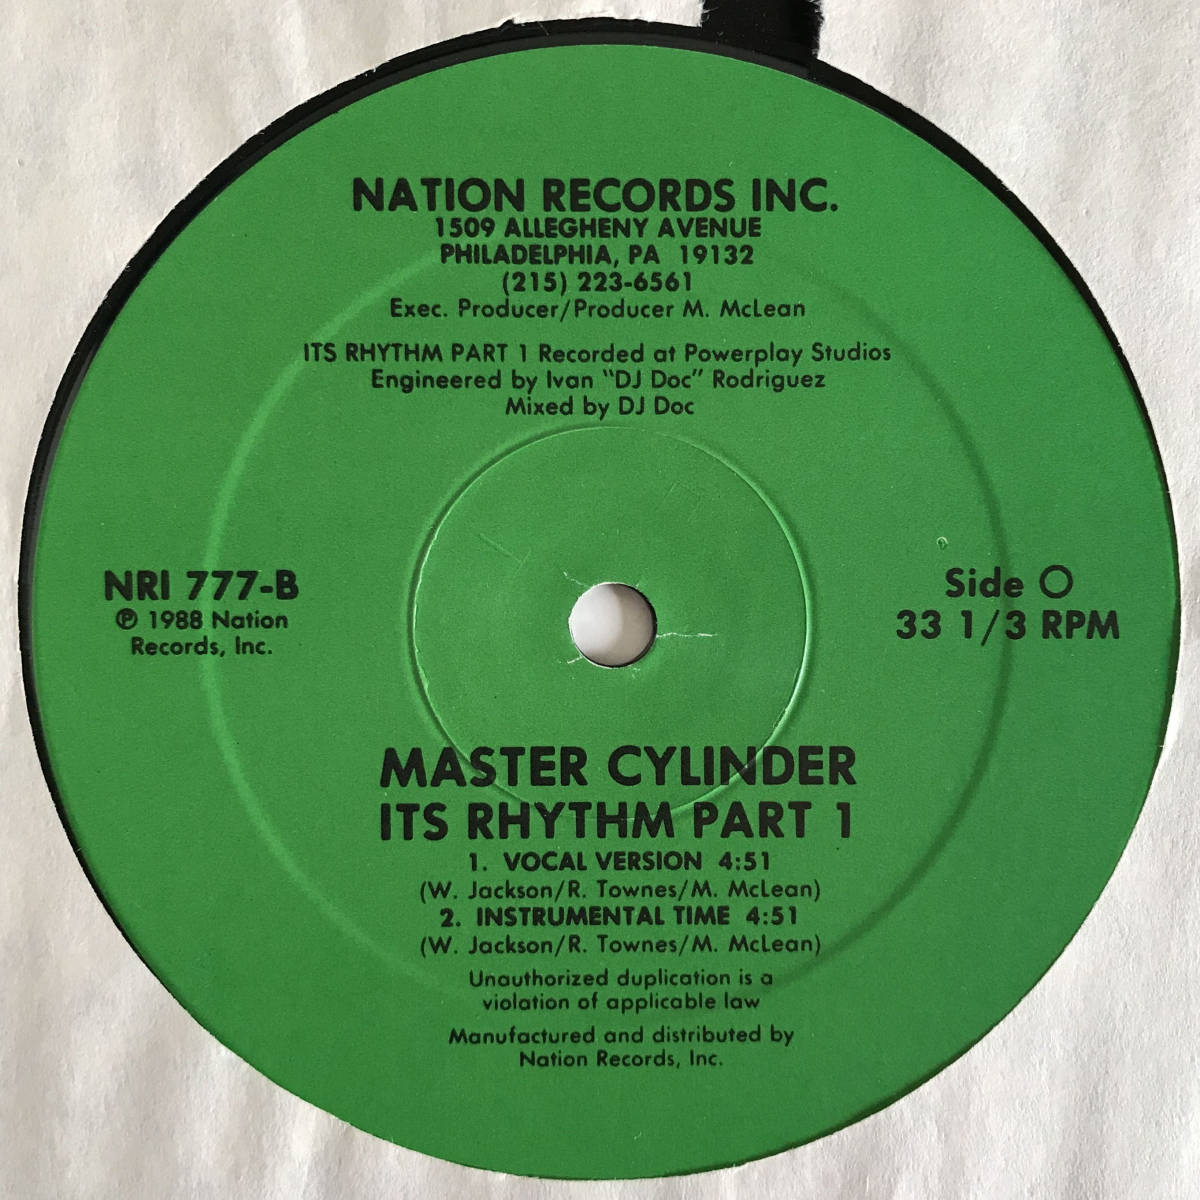 NATION RECORDS INC.
1509 ALLEGHENY AVENUE
PHILADELPHIA, PA 19132
(215) 223-6561
Exec. Producer/Producer M. McLean
ITS RHYTHM PART 1 Recorded at Powerplay Studios
Engineered by Ivan "DJ Doc" Rodriguez
Mixed by DJ Doc
NRI 777-B
℗ 1988 Nation
Records, Inc.
Side O
33 1/3 RPM
MASTER CYLINDER
ITS RHYTHM PART 1
1. VOCAL VERSION 4:51
(W. Jackson/R. Townes/M. McLean)
2. INSTRUMENTAL TIME 4:51
(W. Jackson/R. Townes/M. McLean)
Unauthorized duplication is a
violation of applicable law
Manufactured and distributed by
Nation Records, Inc.